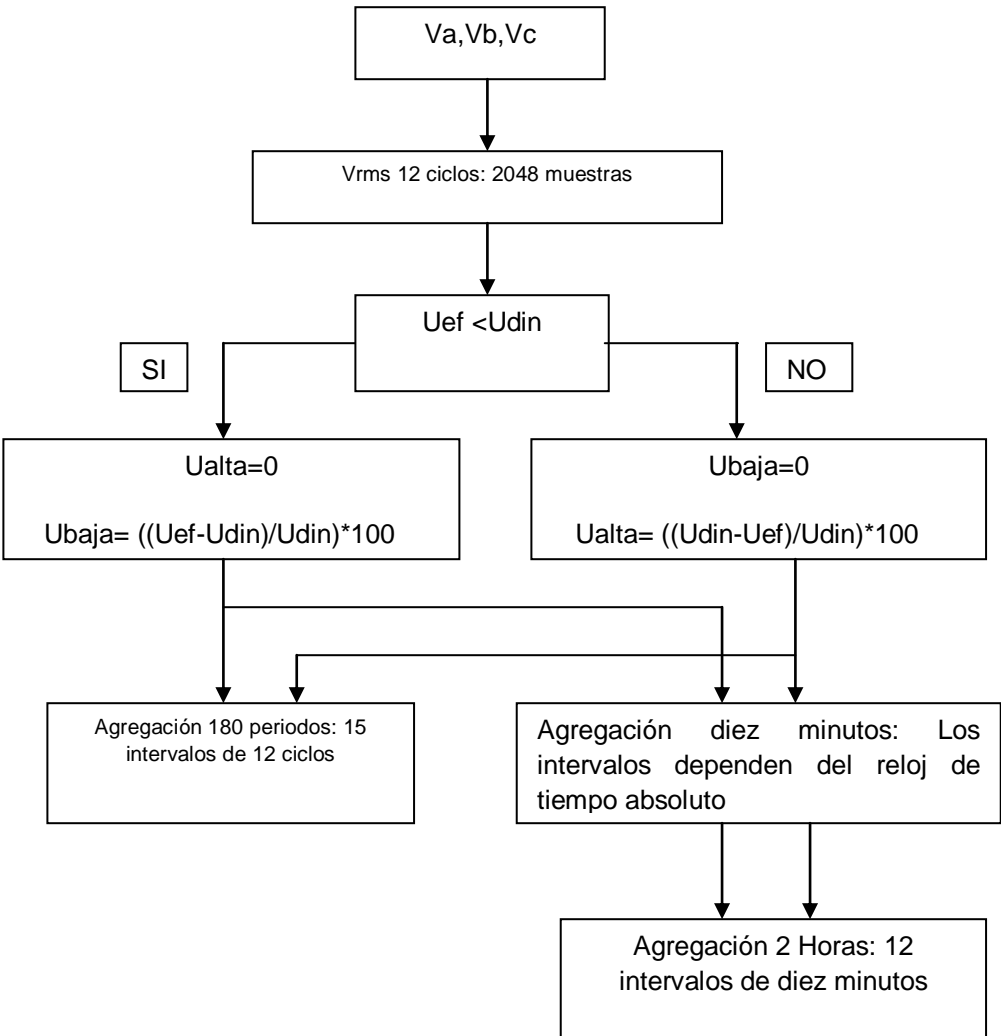 Va,Vb,Vc
Vrms 12 ciclos: 2048 muestras
Uef <Udin
SI
NO
Ualta=0
Ubaja= ((Uef-Udin)/Udin)*100
Ubaja=0
Ualta= ((Udin-Uef)/Udin)*100
Agregación 180 periodos: 15
intervalos de 12 ciclos
Agregación diez minutos: Los
intervalos dependen del reloj de
tiempo absoluto
Agregación 2 Horas: 12
intervalos de diez minutos